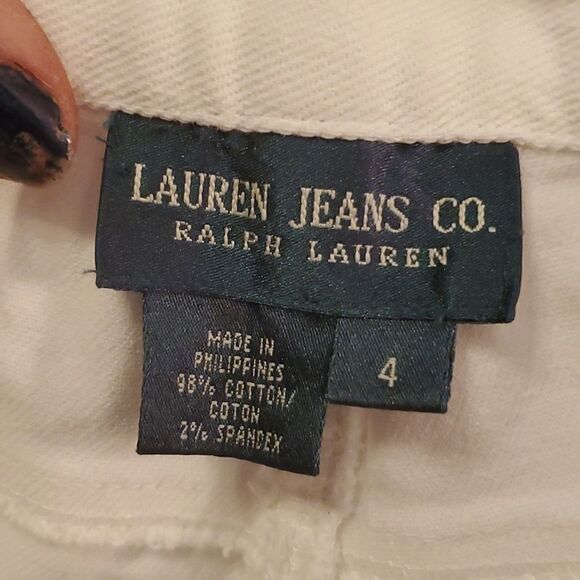 LAUREN JEANS CO.
RALPH LAUREN
MADE IN
PHILIPPINES
98% COTTON/
COTON
2% SPANDEX
4